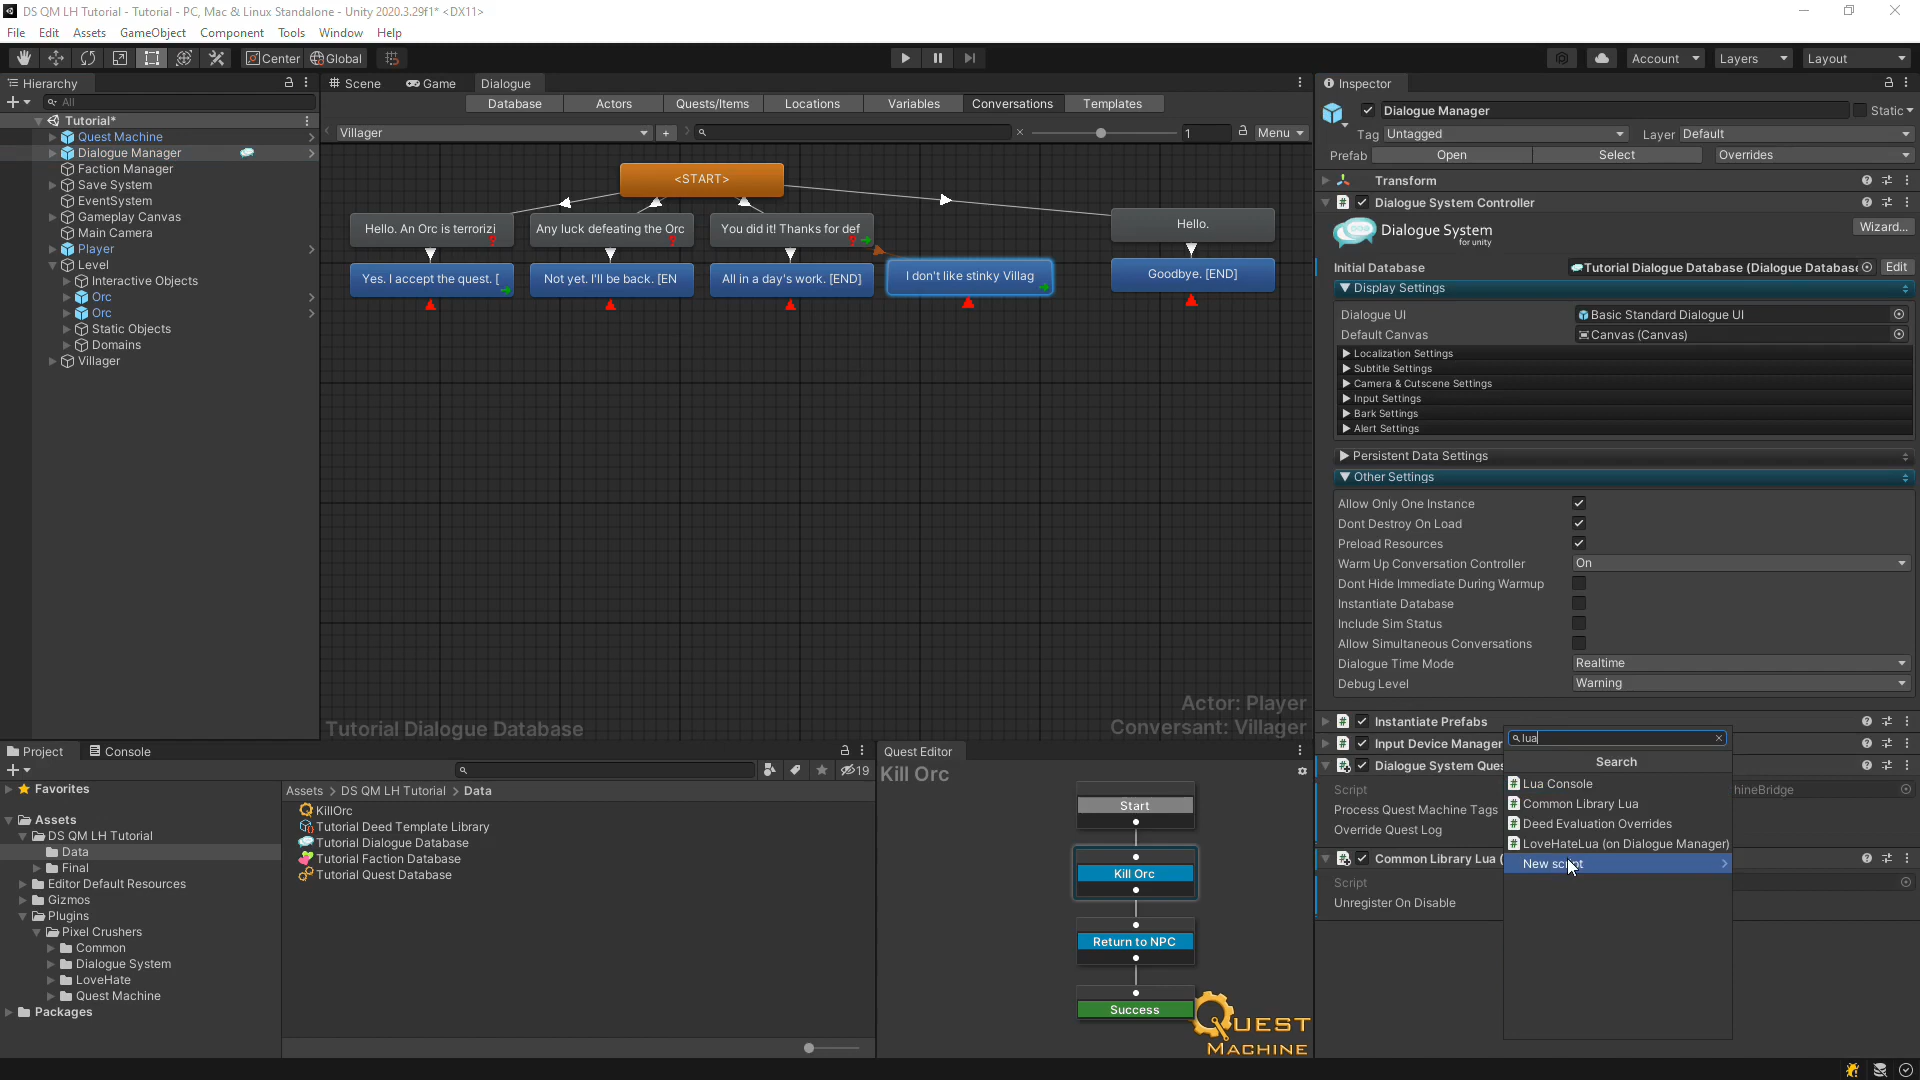 DS QM LH Tutorial - Tutorial - PC, Mac & Linux Standalone - Unity 2020.3.29f1* <DX11>
File Edit Assets GameObject Component Tools Window Help
Center Global Account Layers Layout
Hierarchy
All
Tutorial*
Quest Machine
Dialogue Manager
Faction Manager
Save System
EventSystem
Gameplay Canvas
Main Camera
Player
Level
Interactive Objects
Orc
Orc
Static Objects
Domains
Villager
Scene Game Dialogue
Database Actors Quests/Items Locations Variables Conversations Templates
Villager + 1 Menu
<START>
Hello. An Orc is terrorizi
Any luck defeating the Orc
You did it! Thanks for def
Hello.
Yes. I accept the quest. [
Not yet. I'll be back. [EN
All in a day's work. [END]
I don't like stinky Villag
Goodbye. [END]
Actor: Player
Tutorial Dialogue Database
Conversant: Villager
Inspector
Dialogue Manager Static
Tag Untagged Layer Default
Prefab Open Select Overrides
Transform
Dialogue System Controller
Dialogue System
for unity
Wizard...
Initial Database Tutorial Dialogue Database (Dialogue Database Edit
Display Settings
Dialogue UI Basic Standard Dialogue UI
Default Canvas Canvas (Canvas)
Localization Settings
Subtitle Settings
Camera & Cutscene Settings
Input Settings
Bark Settings
Alert Settings
Persistent Data Settings
Other Settings
Allow Only One Instance
Dont Destroy On Load
Preload Resources
Warm Up Conversation Controller On
Dont Hide Immediate During Warmup
Instantiate Database
Include Sim Status
Allow Simultaneous Conversations
Dialogue Time Mode Realtime
Debug Level Warning
Instantiate Prefabs
Input Device Manager
Dialogue System Ques
Script hineBridge
Process Quest Machine Tags
Override Quest Log
Common Library Lua (
Script
Unregister On Disable
lua
Search
Lua Console
Common Library Lua
Deed Evaluation Overrides
LoveHateLua (on Dialogue Manager)
New script
Project Console
19
Favorites
Assets
DS QM LH Tutorial
Data
Final
Editor Default Resources
Gizmos
Plugins
Pixel Crushers
Common
Dialogue System
LoveHate
Quest Machine
Packages
Assets > DS QM LH Tutorial > Data
KillOrc
Tutorial Deed Template Library
Tutorial Dialogue Database
Tutorial Faction Database
Tutorial Quest Database
Quest Editor
Kill Orc
Start
Kill Orc
Return to NPC
Success
QUEST
MACHINE